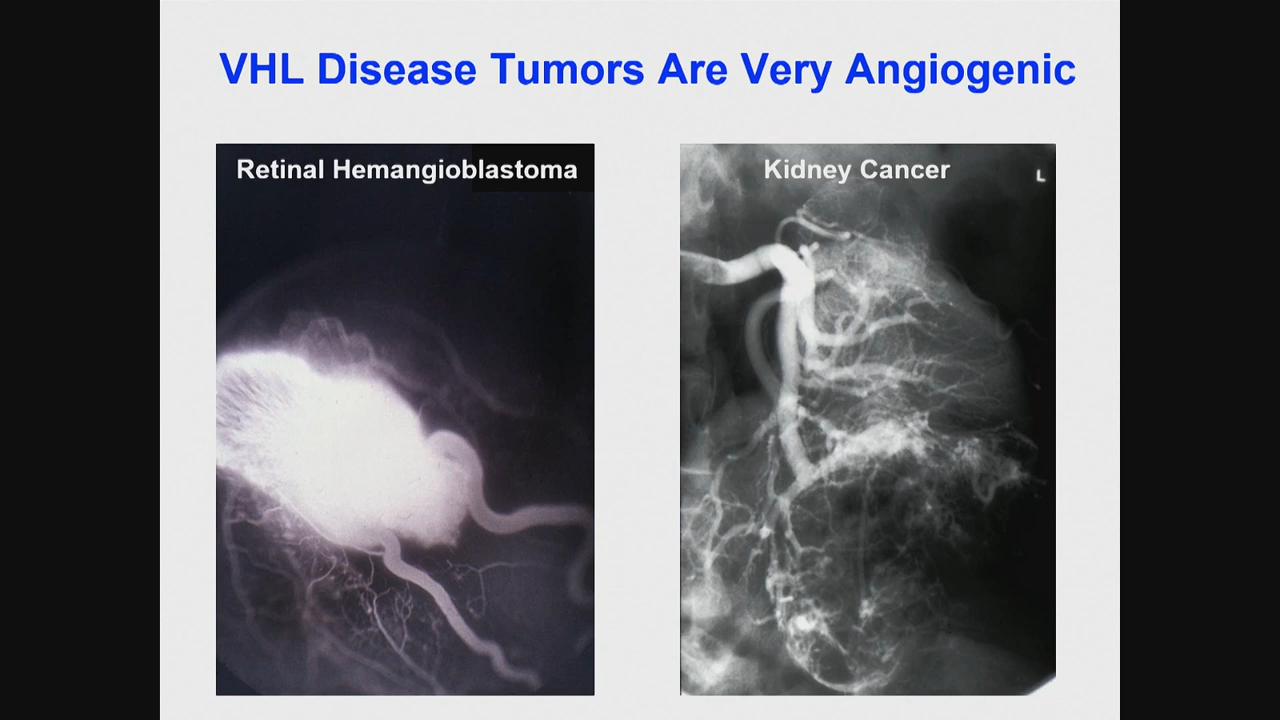 VHL Disease Tumors Are Very Angiogenic
Retinal Hemangioblastoma
Kidney Cancer
L